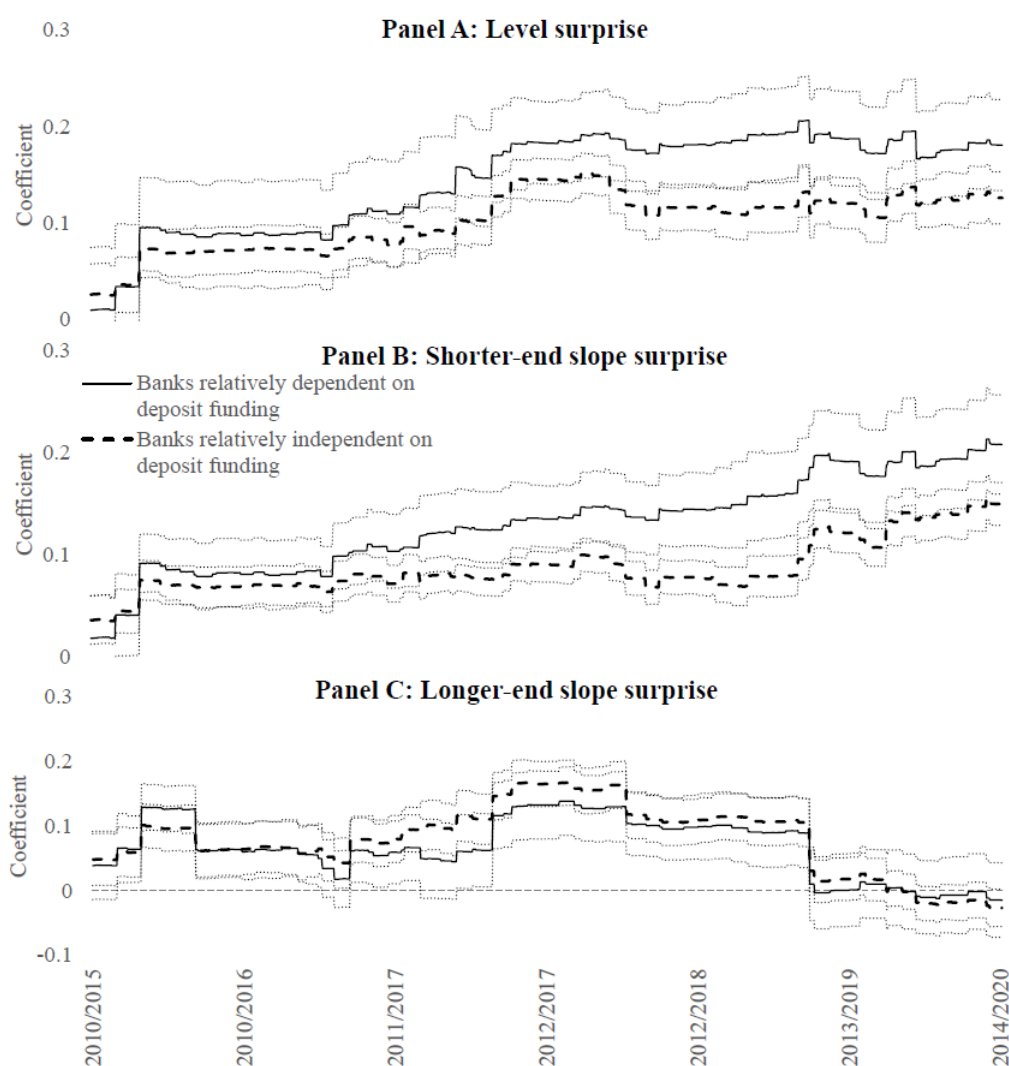 Panel A: Level surprise
0.3
0.2
0.1
0
Coefficient
Panel B: Shorter-end slope surprise
0.3
0.2
0.1
0
Coefficient
Banks relatively dependent on
deposit funding
Banks relatively independent on
deposit funding
Panel C: Longer-end slope surprise
0.3
0.2
0.1
0
-0.1
Coefficient
2010/2015
2010/2016
2011/2017
2012/2017
2012/2018
2013/2019
2014/2020